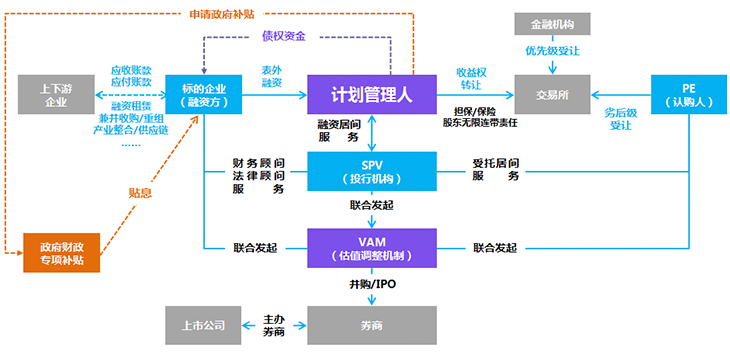 申请政府补贴
债权资金
金融机构
优先级受让
应收账款
应付账款
表外
融资
收益权
转让
上下游
企业
标的企业
(融资方)
计划管理人
交易所
PE
(认购人)
融资租赁
兼并收购/重组
产业整合/供应链
……
担保/保险
股东无限连带责任
劣后级
受让
融资居间
服 务
财务顾问
法律顾问
服 务
SPV
(投行机构)
受托居间
服 务
贴息
联合发起
政府财政
专项补贴
联合发起
VAM
(估值调整机制)
联合发起
并购/IPO
上市公司
主办
券商
券商